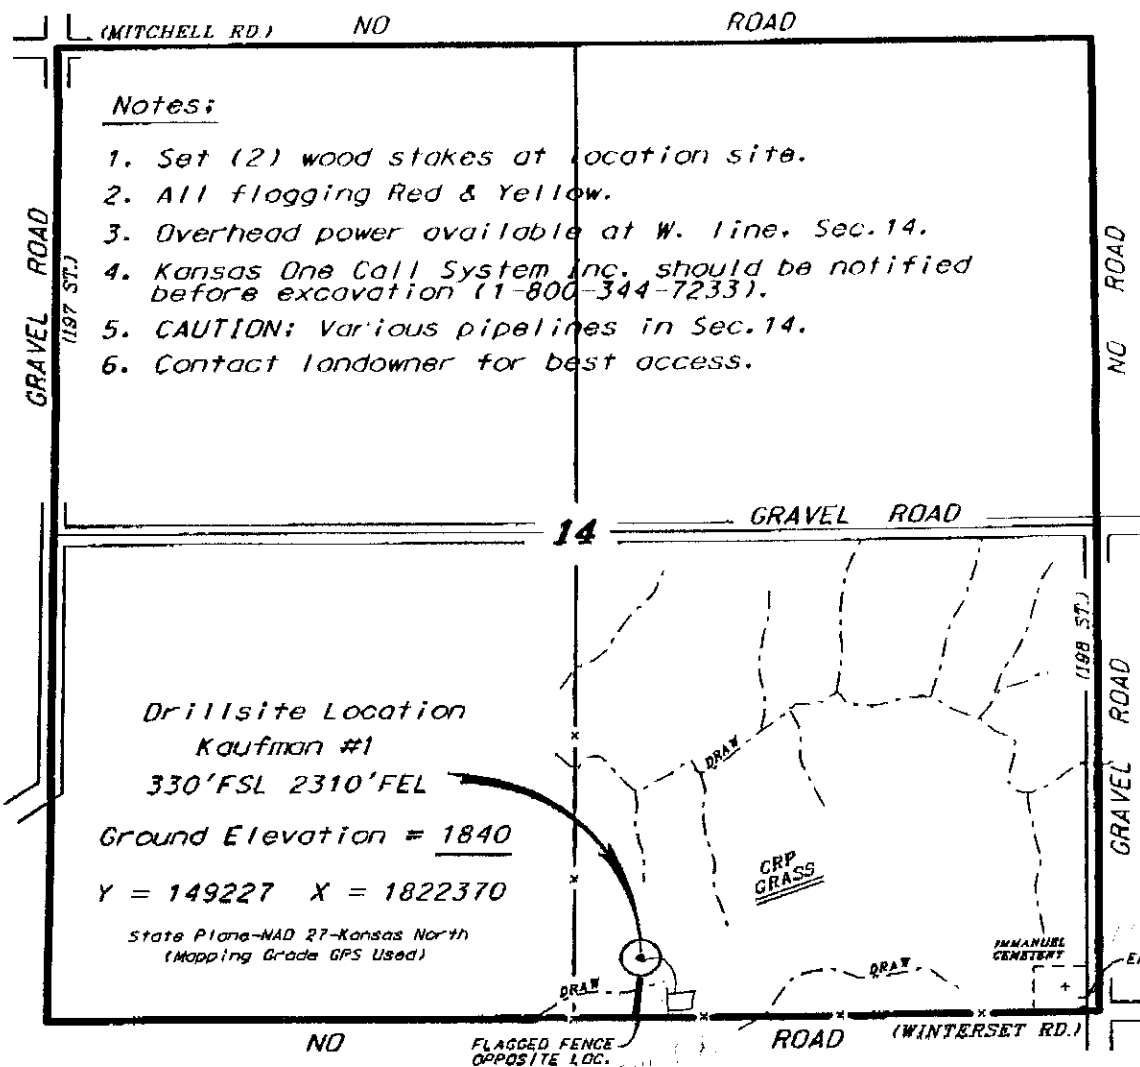 (MITCHELL RD.) NO ROAD
Notes:
1. Set (2) wood stakes at location site.
2. All flagging Red & Yellow.
3. Overhead power available at W. line, Sec.14.
4. Kansas One Call System Inc. should be notified
before excavation (1-800-344-7233).
5. CAUTION: Various pipelines in Sec.14.
6. Contact landowner for best access.
GRAVEL ROAD
(197 ST.)
NO ROAD
14
GRAVEL ROAD
(198 ST.)
GRAVEL ROAD
Drillsite Location
Kaufman #1
330'FSL 2310'FEL
Ground Elevation = 1840
Y = 149227 X = 1822370
State Plane-NAD 27-Kansas North
(Mapping Grade GPS Used)
DRAW
CRP
GRASS
IMMANUEL
CEMETENT
DRAW
DRAW
NO
FLAGGED FENCE
OPPOSITE LOC.
ROAD
(WINTERSET RD.)